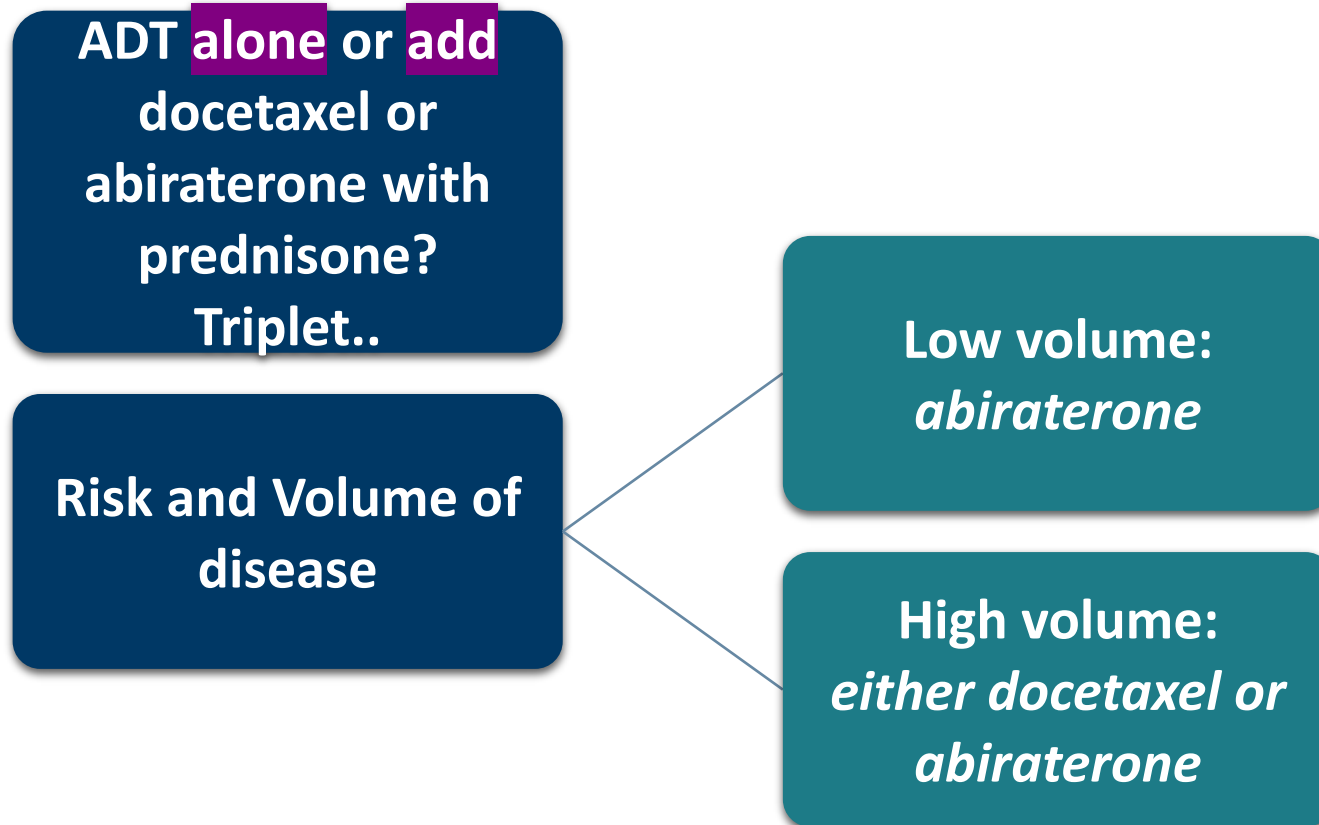 ADT alone or add
docetaxel or
abiraterone with
prednisone?
Triplet..
Risk and Volume of
disease
Low volume:
abiraterone
High volume:
either docetaxel or
abiraterone